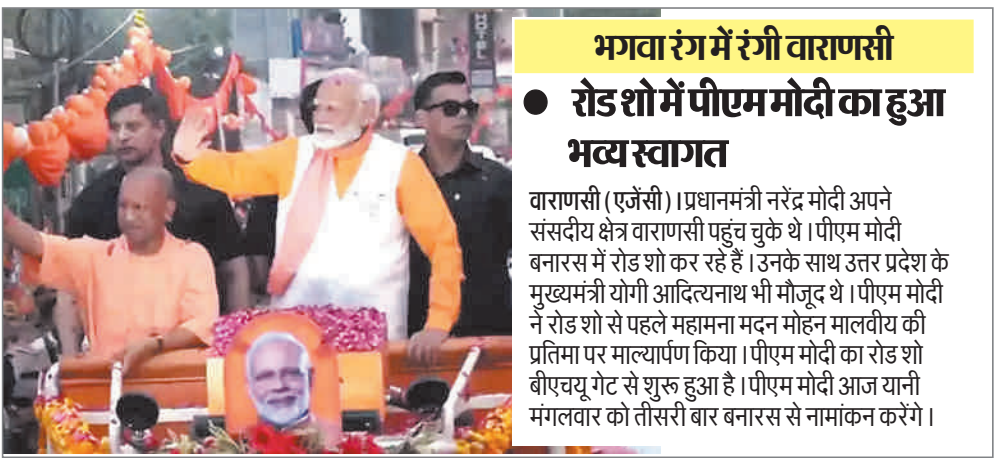 HOTEL
भगवा रंग में रंगी वाराणसी
● रोड शो में पीएम मोदी का हुआ
भव्य स्वागत
वाराणसी (एजेंसी)। प्रधानमंत्री नरेंद्र मोदी अपने
संसदीय क्षेत्र वाराणसी पहुंच चुके थे। पीएम मोदी
बनारस में रोड शो कर रहे हैं। उनके साथ उत्तर प्रदेश के
मुख्यमंत्री योगी आदित्यनाथ भी मौजूद थे। पीएम मोदी
ने रोड शो से पहले महामना मदन मोहन मालवीय की
प्रतिमा पर माल्यार्पण किया। पीएम मोदी का रोड शो
बीएचयू गेट से शुरू हुआ है। पीएम मोदी आज यानी
मंगलवार को तीसरी बार बनारस से नामांकन करेंगे।